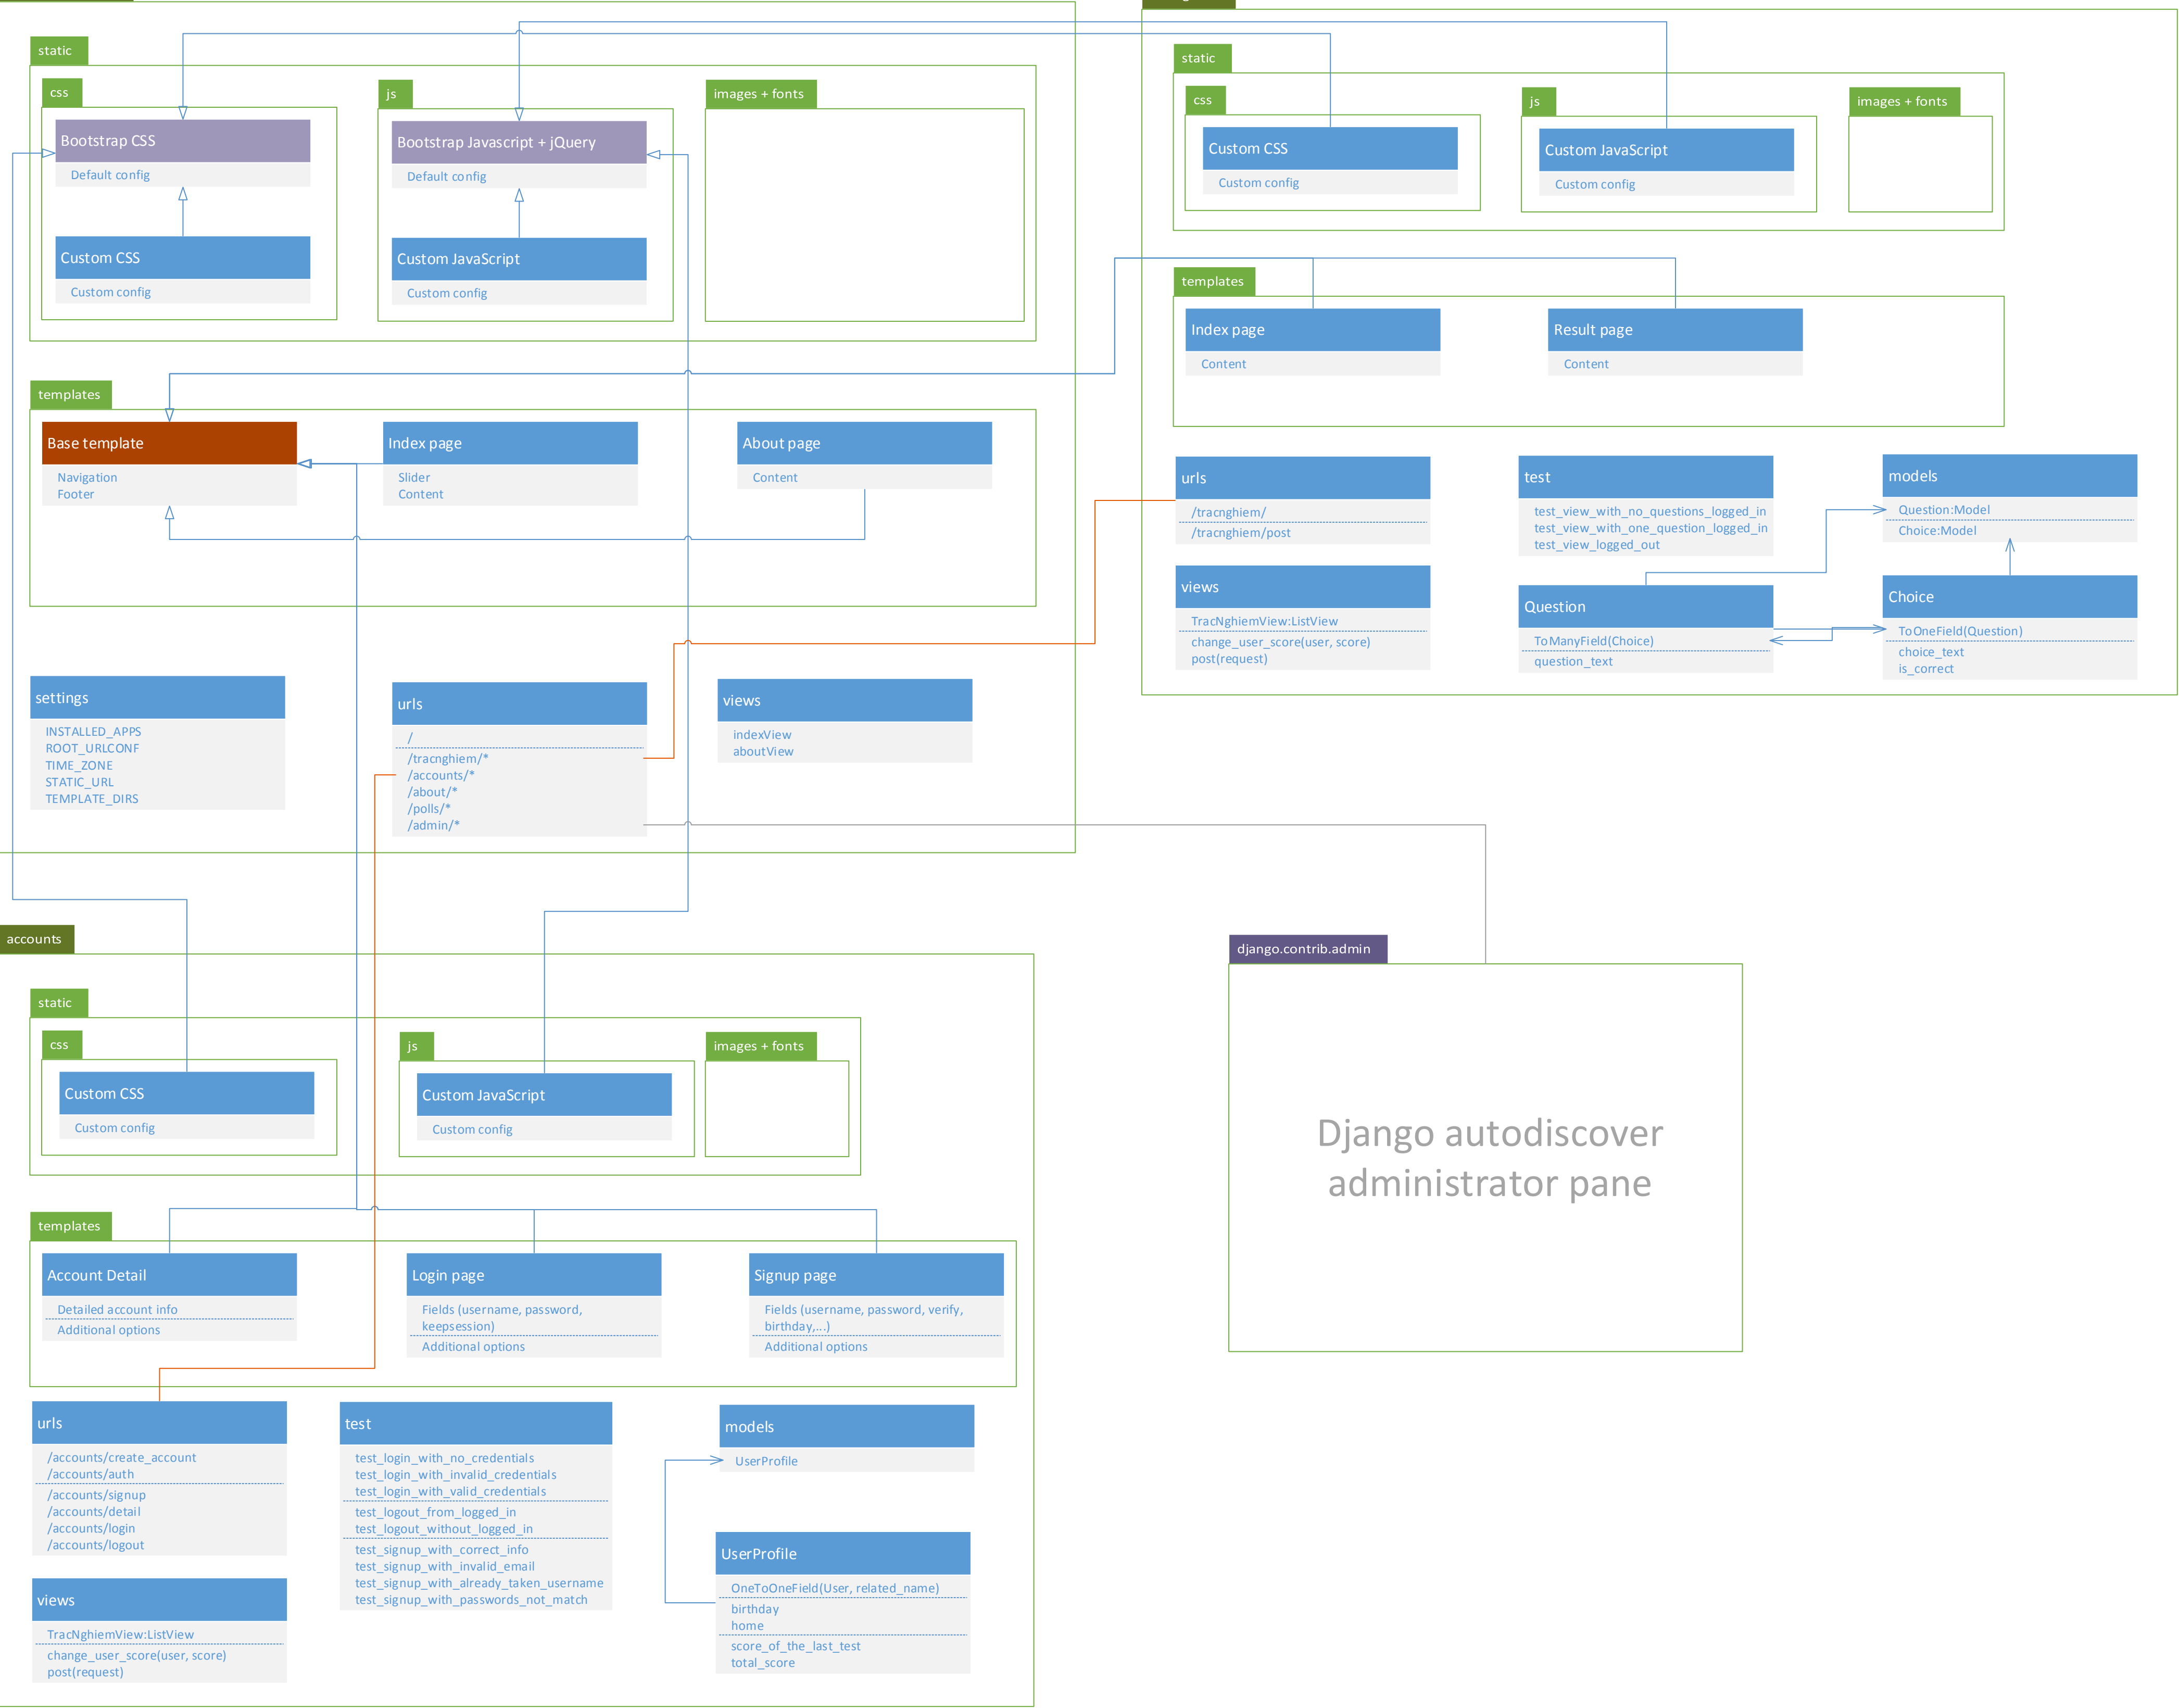 static
css
Bootstrap CSS
Default config
Custom CSS
Custom config
js
Bootstrap Javascript + jQuery
Default config
Custom JavaScript
Custom config
images + fonts
templates
Base template
Navigation
Footer
Index page
Slider
Content
About page
Content
settings
INSTALLED_APPS
ROOT_URLCONF
TIME_ZONE
STATIC_URL
TEMPLATE_DIRS
urls
/
/tracnghiem/*
/accounts/*
/about/*
/polls/*
/admin/*
views
indexView
aboutView
static
css
Custom CSS
Custom config
js
Custom JavaScript
Custom config
images + fonts
templates
Index page
Content
Result page
Content
urls
/tracnghiem/
/tracnghiem/post
test
test_view_with_no_questions_logged_in
test_view_with_one_question_logged_in
test_view_logged_out
models
Question:Model
Choice:Model
views
TracNghiemView:ListView
change_user_score(user, score)
post(request)
Question
ToManyField(Choice)
question_text
Choice
ToOneField(Question)
choice_text
is_correct
accounts
static
css
Custom CSS
Custom config
js
Custom JavaScript
Custom config
images + fonts
templates
Account Detail
Detailed account info
Additional options
Login page
Fields (username, password,
keepsession)
Additional options
Signup page
Fields (username, password, verify,
birthday,...)
Additional options
urls
/accounts/create_account
/accounts/auth
/accounts/signup
/accounts/detail
/accounts/login
/accounts/logout
test
test_login_with_no_credentials
test_login_with_invalid_credentials
test_login_with_valid_credentials
test_logout_from_logged_in
test_logout_without_logged_in
test_signup_with_correct_info
test_signup_with_invalid_email
test_signup_with_already_taken_username
test_signup_with_passwords_not_match
models
UserProfile
UserProfile
OneToOneField(User, related_name)
birthday
home
score_of_the_last_test
total_score
views
TracNghiemView:ListView
change_user_score(user, score)
post(request)
django.contrib.admin
Django autodiscover
administrator pane